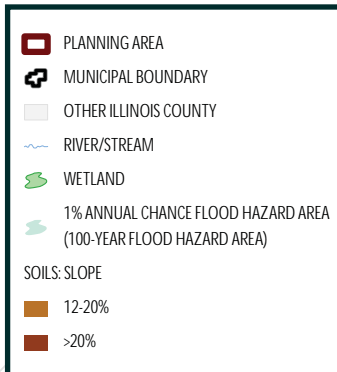 PLANNING AREA
MUNICIPAL BOUNDARY
OTHER ILLINOIS COUNTY
RIVER/STREAM
WETLAND
1% ANNUAL CHANCE FLOOD HAZARD AREA
(100-YEAR FLOOD HAZARD AREA)
SOILS: SLOPE
12-20%
>20%